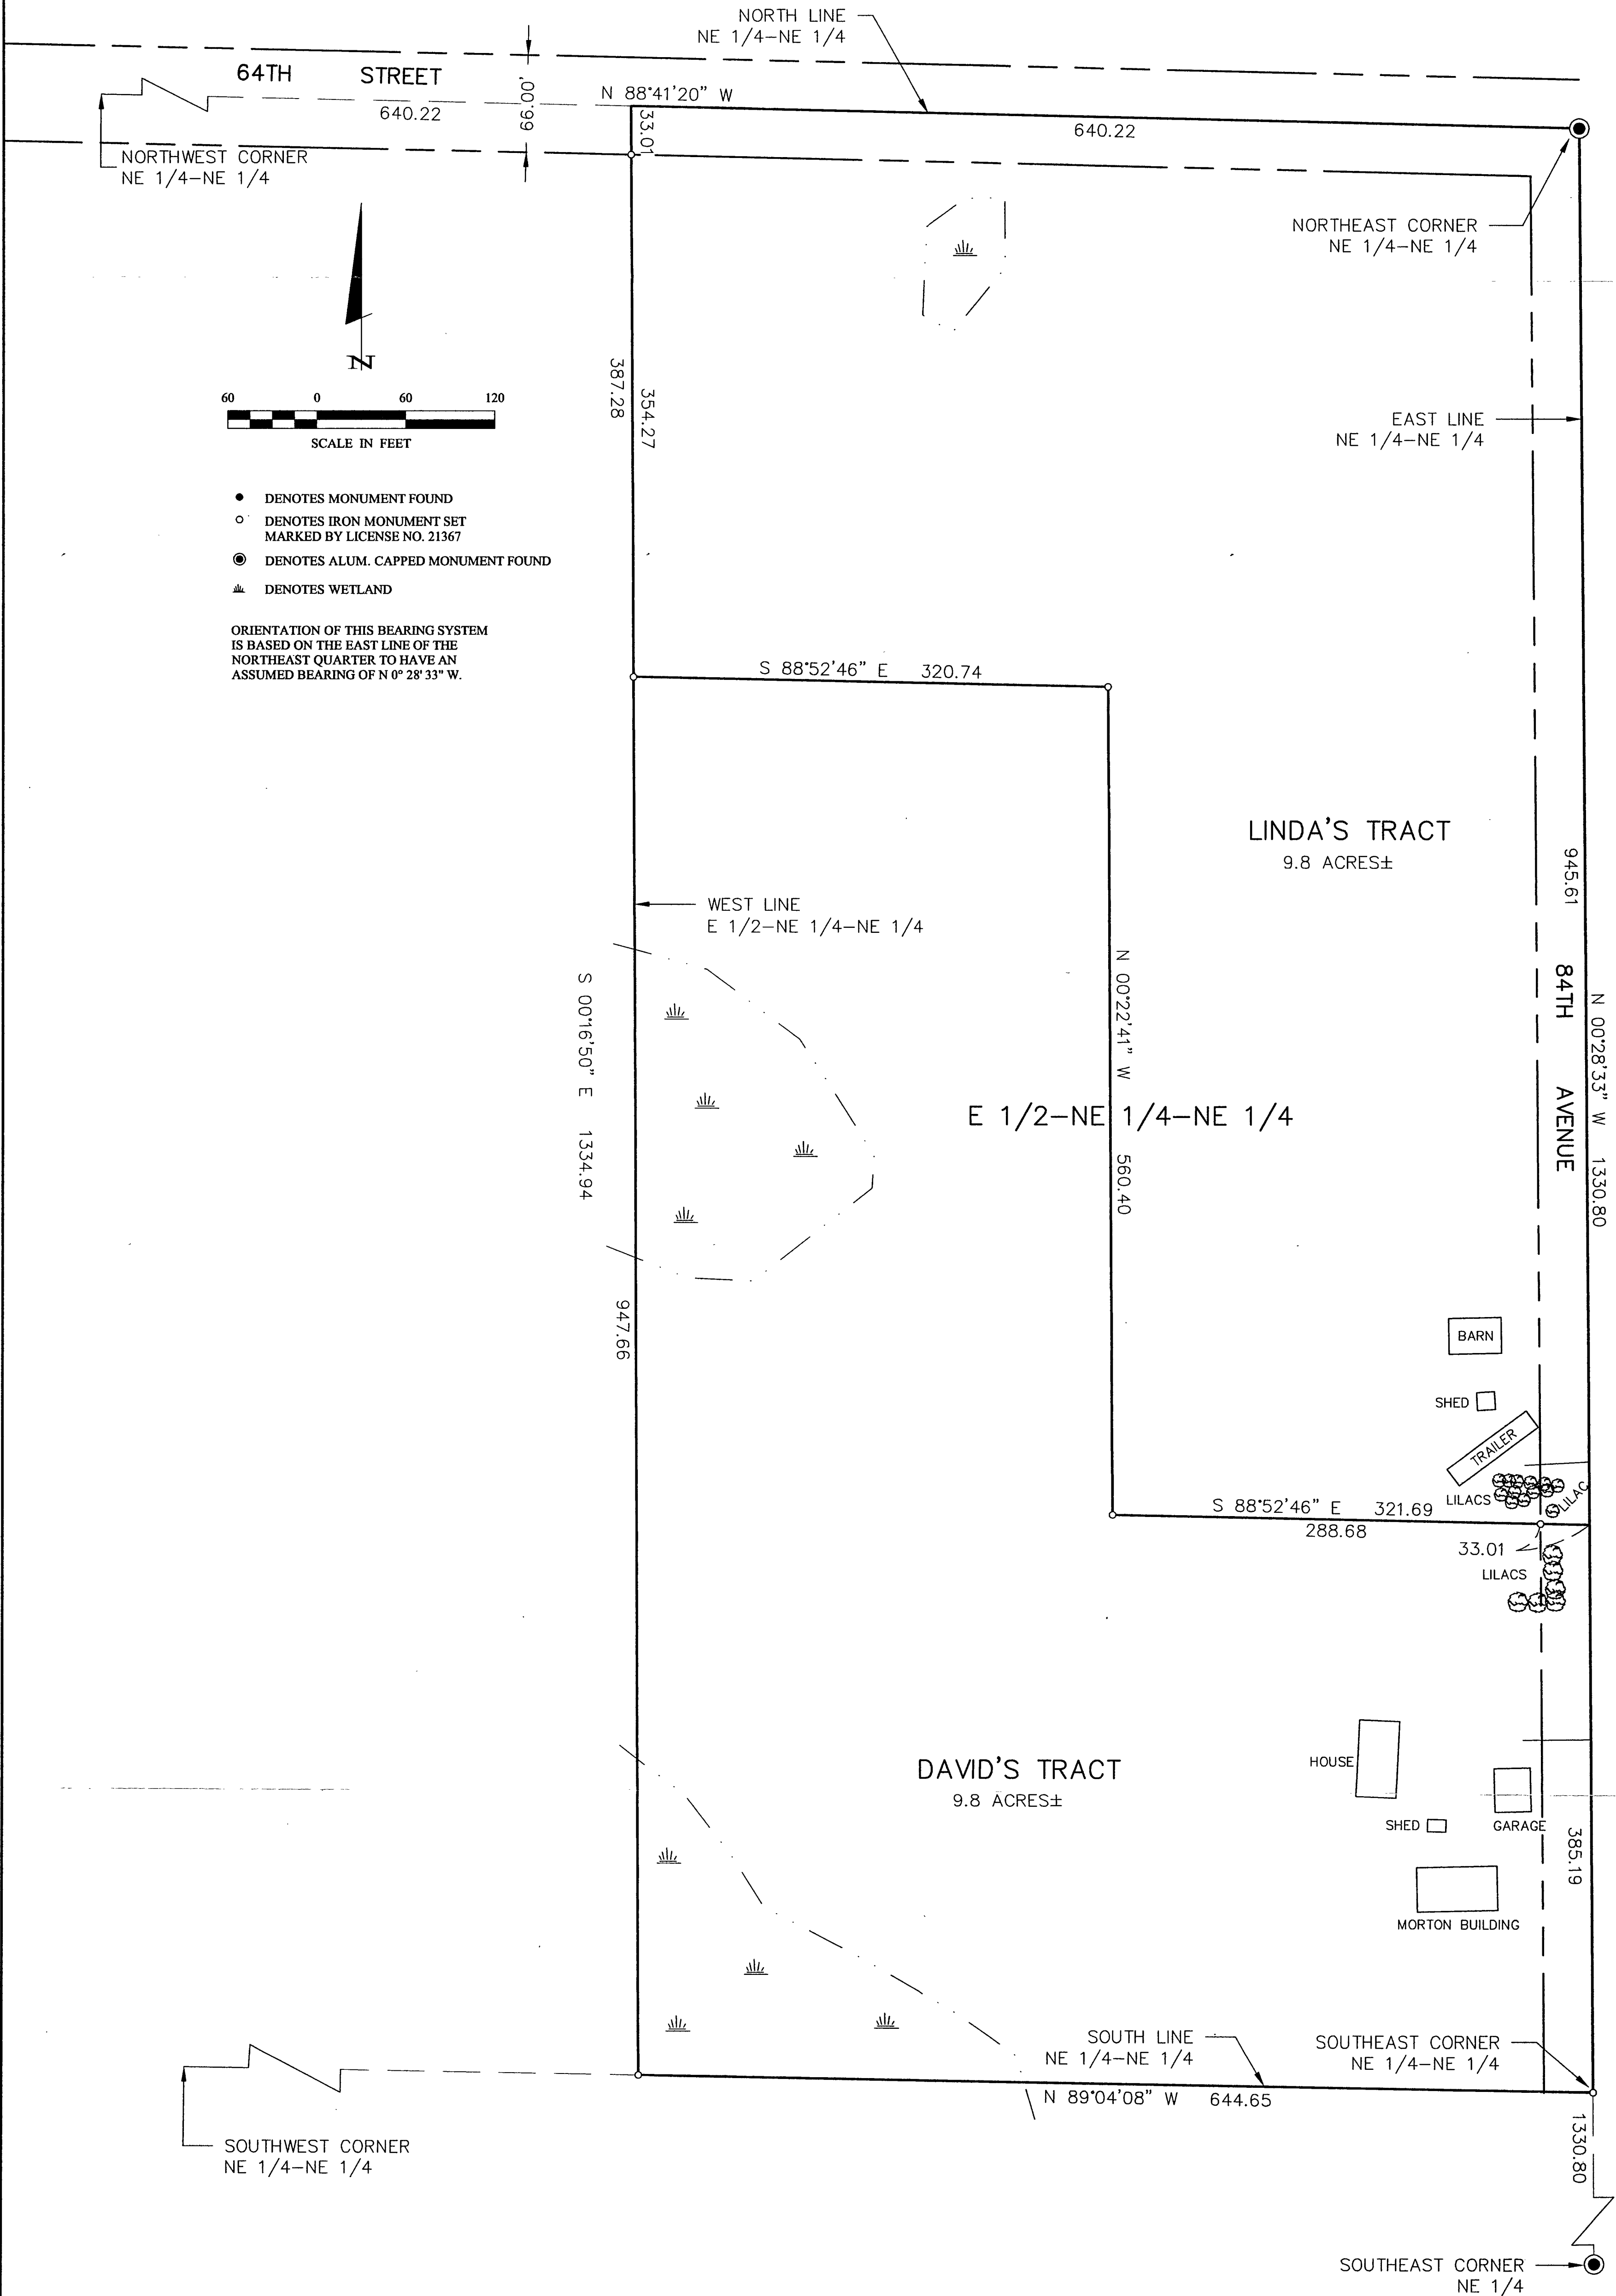 NORTH LINE
NE 1/4-NE 1/4
64TH STREET
66.00'
N 88°41'20" W
640.22
640.22
33.01
NORTHWEST CORNER
NE 1/4-NE 1/4
NORTHEAST CORNER
NE 1/4-NE 1/4
N
60 0 60 120
SCALE IN FEET
387.28
354.27
EAST LINE
NE 1/4-NE 1/4
DENOTES MONUMENT FOUND
DENOTES IRON MONUMENT SET
MARKED BY LICENSE NO. 21367
DENOTES ALUM. CAPPED MONUMENT FOUND
DENOTES WETLAND
ORIENTATION OF THIS BEARING SYSTEM
IS BASED ON THE EAST LINE OF THE
NORTHEAST QUARTER TO HAVE AN
ASSUMED BEARING OF N 0° 28' 33" W.
S 88°52'46" E 320.74
LINDA'S TRACT
9.8 ACRES±
945.61
WEST LINE
E 1/2-NE 1/4-NE 1/4
S 00°16'50" E 1334.94
N 00°22'41" W 560.40
84TH AVENUE
N 00°28'33" W 1330.80
E 1/2-NE 1/4-NE 1/4
947.66
BARN
SHED
TRAILER
LILACS
LILAC
S 88°52'46" E 321.69
288.68
33.01
LILACS
DAVID'S TRACT
9.8 ACRES±
HOUSE
SHED
GARAGE
385.19
MORTON BUILDING
SOUTH LINE
NE 1/4-NE 1/4
SOUTHEAST CORNER
NE 1/4-NE 1/4
N 89°04'08" W 644.65
SOUTHWEST CORNER
NE 1/4-NE 1/4
1330.80
SOUTHEAST CORNER
NE 1/4